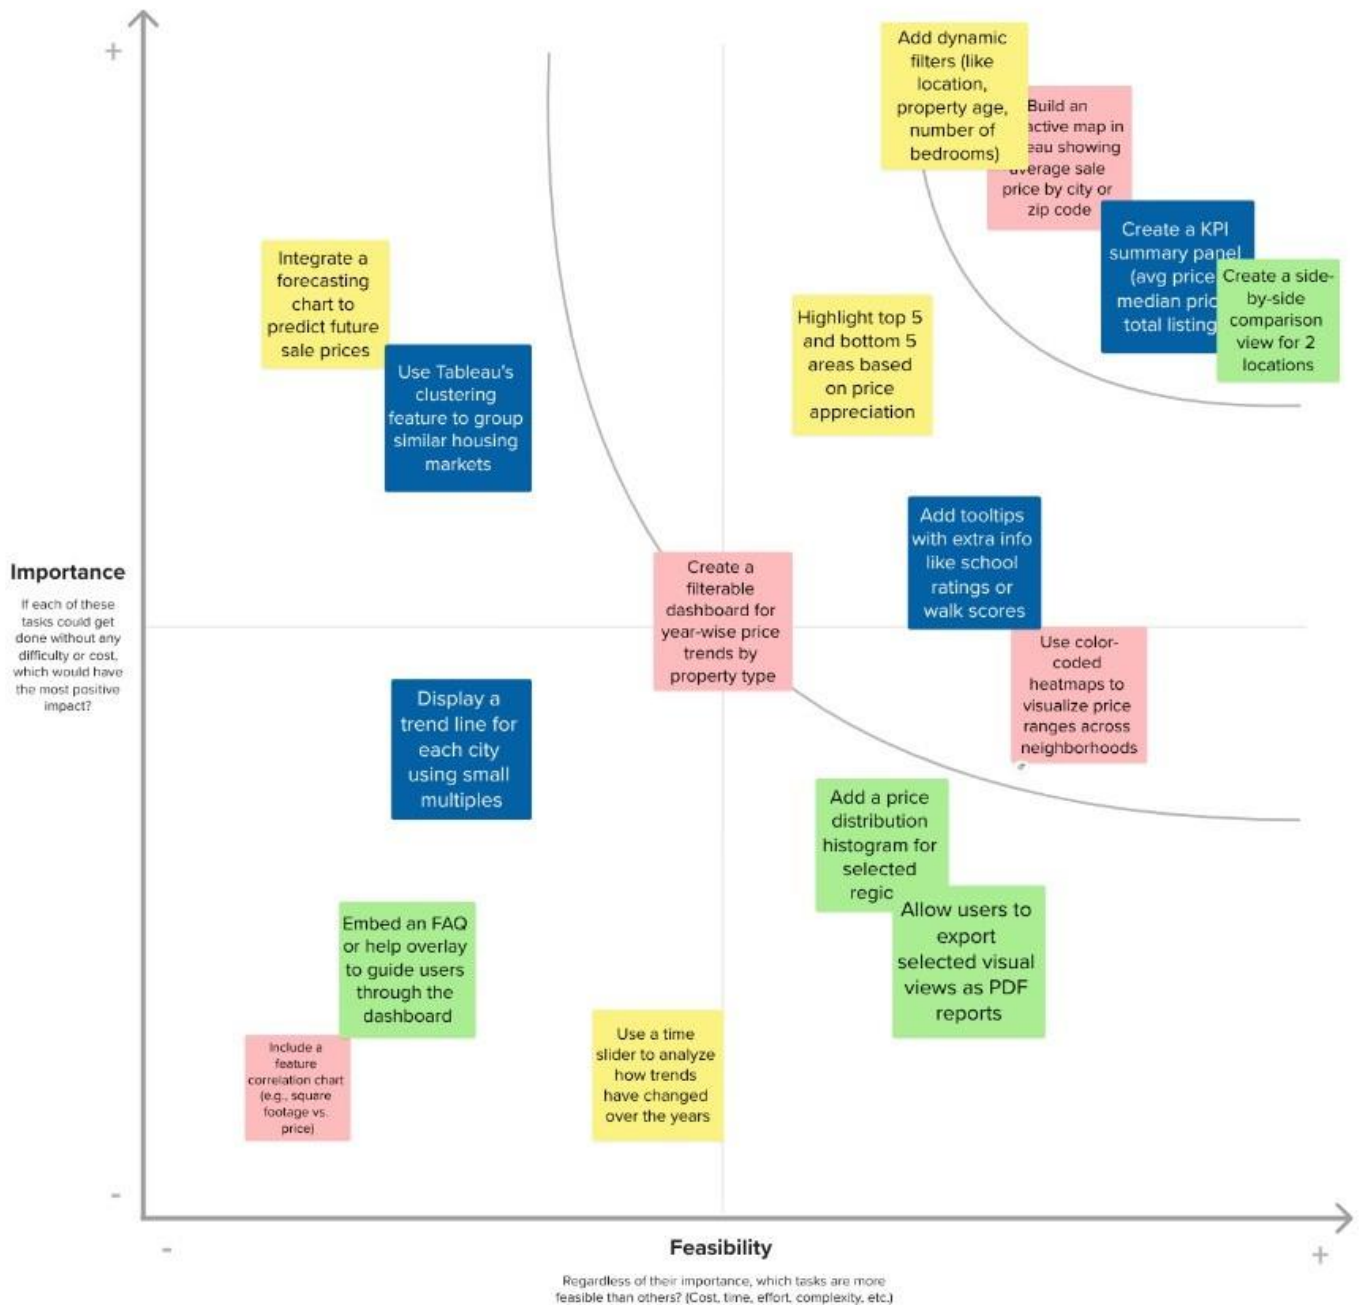 +
Add dynamic
filters (like
location,
property age,
number of
bedrooms)
Build an
active map in
eau showing
average sale
price by city or
zip code
Create a KPI
summary panel
(avg price
median pric
total listing
Create a side-
by-side
comparison
view for 2
locations
Integrate a
forecasting
chart to
predict future
sale prices
Use Tableau's
clustering
feature to group
similar housing
markets
Highlight top 5
and bottom 5
areas based
on price
appreciation
Add tooltips
with extra info
like school
ratings or
walk scores
Importance
If each of these
tasks could get
done without any
difficulty or cost,
which would have
the most positive
impact?
Create a
filterable
dashboard for
year-wise price
trends by
property type
Use color-
coded
heatmaps to
visualize price
ranges across
neighborhoods
Display a
trend line for
each city
using small
multiples
Add a price
distribution
histogram for
selected
regio
Allow users to
export
selected visual
views as PDF
reports
Embed an FAQ
or help overlay
to guide users
through the
dashboard
Include a
feature
correlation chart
(e.g., square
footage vs.
price)
Use a time
slider to analyze
how trends
have changed
over the years
-
-
Feasibility
+
Regardless of their importance, which tasks are more
feasible than others? (Cost, time, effort, complexity, etc.)